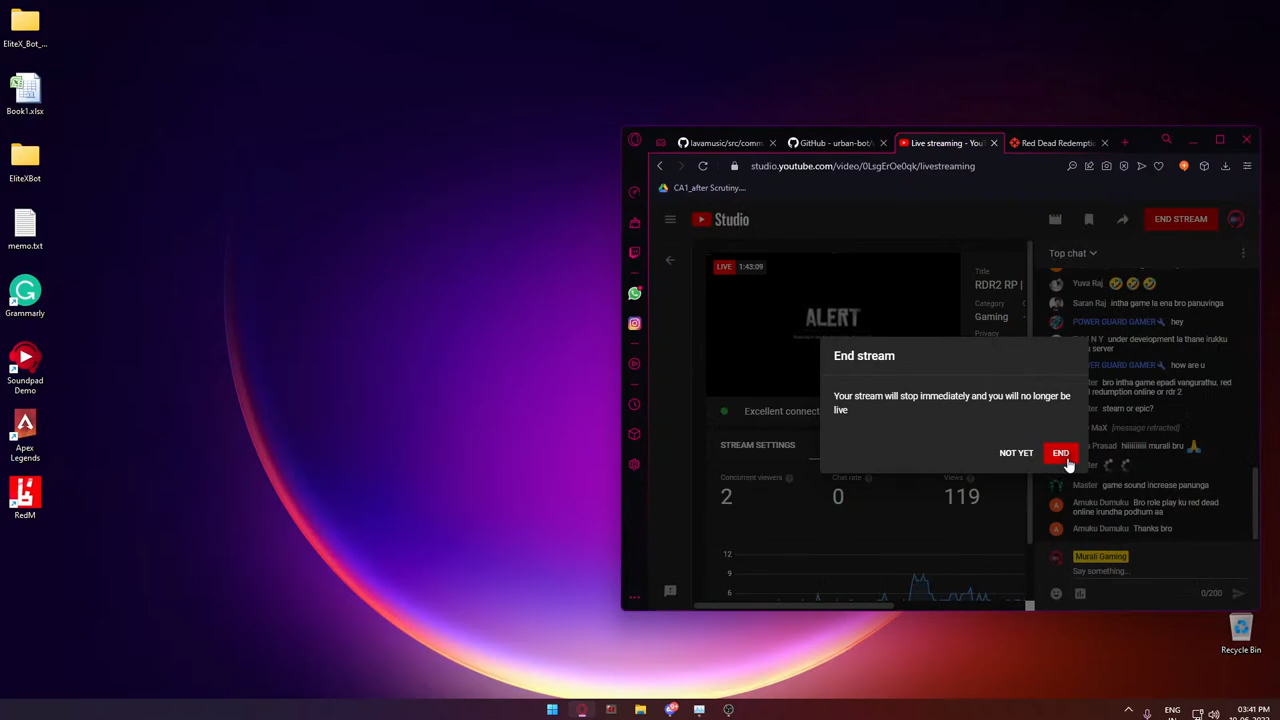 EliteX_Bot_...
Book1.xlsx
EliteXBot
memo.txt
Grammarly
Soundpad
Demo
Apex
Legends
RedM
lavamusic/src/comm
GitHub - urban-bot/
Live streaming - You
Red Dead Redemptio
studio.youtube.com/video/0LsgErOe0qk/livestreaming
CA1_after Scrutiny....
Studio
END STREAM
LIVE 1:43:09
ALERT
Title
RDR2 RP |
Category
Gaming
Privacy
Excellent connect
STREAM SETTINGS
Concurrent viewers
2
Chat rate
0
Views
119
12
9
6
End stream
Your stream will stop immediately and you will no longer be
live
NOT YET
END
Top chat
Yuva Raj 🤣🤣🤣
Saran Raj intha game la ena bro panuvinga
POWER GUARD GAMER hey
N Y under development la thane irukku
a server
POWER GUARD GAMER how are u
bro intha game epadi vangurathu. red
redmption online or rdr 2
steam or epic?
MaX [message retracted]
Prasad hiiiiiiiiii murali bru 🙏
Master game sound increase panunga
Amuku Dumuku Bro role play ku red dead
online irundha podhum aa
Amuku Dumuku Thanks bro
Murali Gaming
Say something...
0/200
Recycle Bin
9+
ENG
IN
03:41 PM